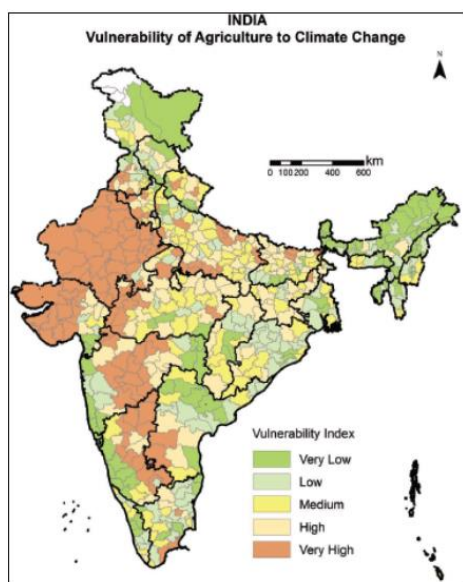 INDIA
Vulnerability of Agriculture to Climate Change
N
km
0 100 200 400 600
Vulnerability Index
Very Low
Low
Medium
High
Very High